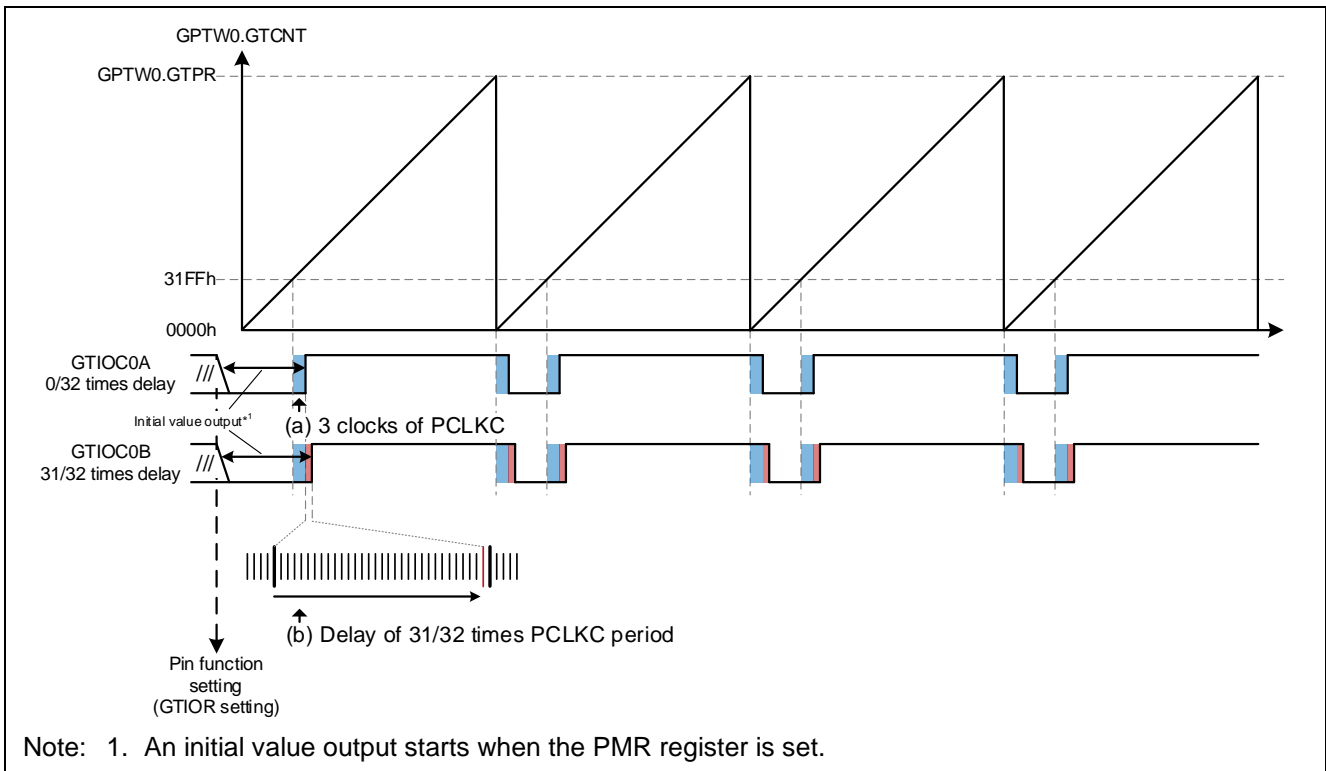 GPTW0.GTCNT
GPTW0.GTPR
31FFh
0000h
GTIOC0A
0/32 times delay
///
Initial value output*1
(a) 3 clocks of PCLKC
GTIOC0B
31/32 times delay
///
(b) Delay of 31/32 times PCLKC period
Pin function
setting
(GTIOR setting)
Note: 1. An initial value output starts when the PMR register is set.